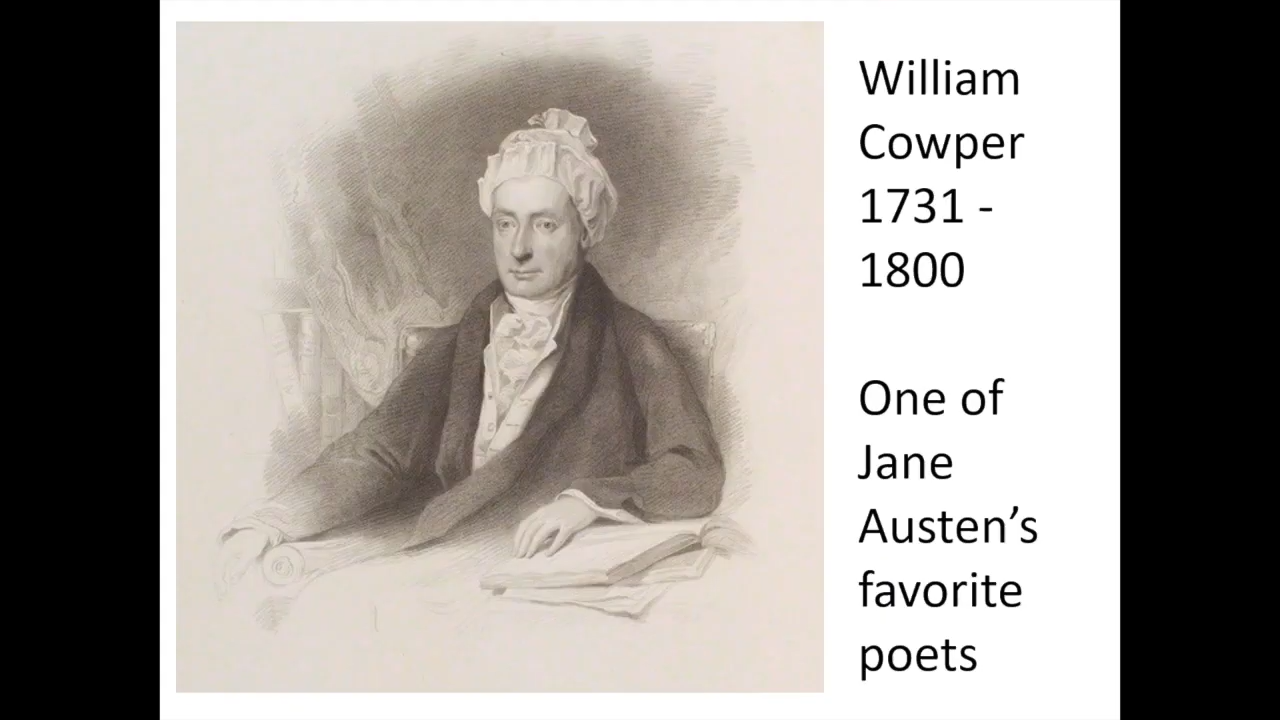 William
Cowper
1731 -
1800
One of
Jane
Austen’s
favorite
poets